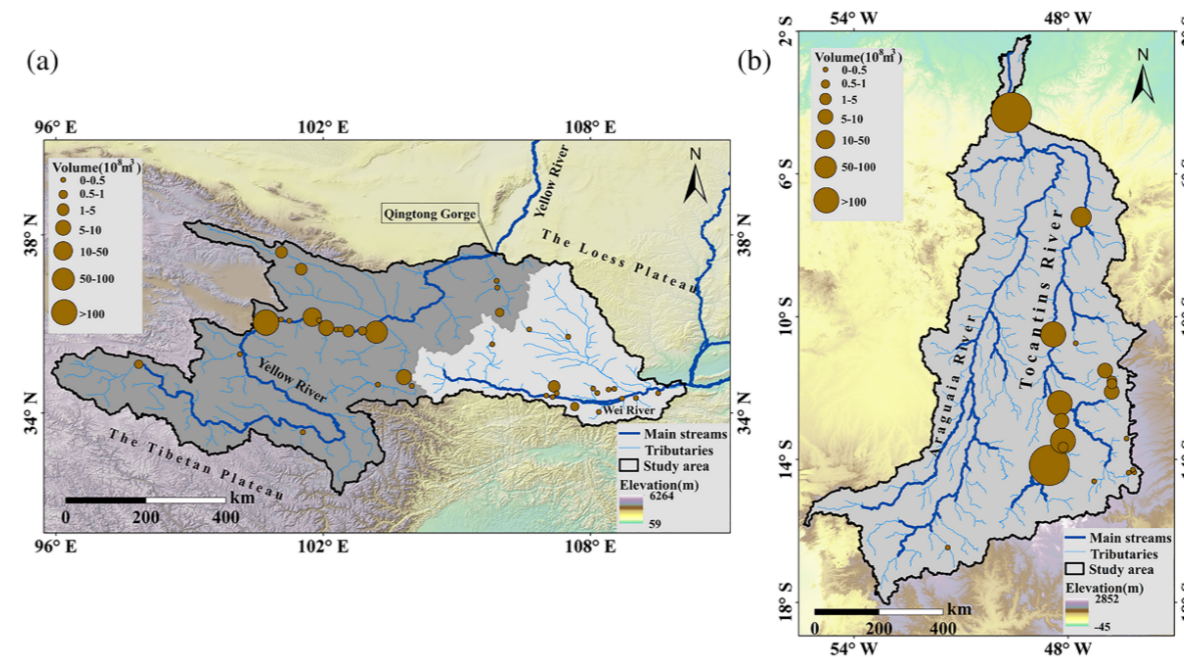 (a)
96° E
102° E
108° E
38° N
34° N
Volume(10⁸m³)
0-0.5
0.5-1
1-5
5-10
10-50
50-100
>100
N
Qingtong Gorge
Yellow River
The Loess Plateau
Yellow River
Wei River
The Tibetan Plateau
0 200 400 km
Main streams
Tributaries
Study area
Elevation(m)
6264
59
38° N
34° N
96° E
102° E
108° E
(b)
54° W
48° W
2° S
6° S
10° S
14° S
18° S
Volume(10⁸m³)
0-0.5
0.5-1
1-5
5-10
10-50
50-100
>100
N
Tocantins River
raguaia River
0 200 400 km
Main streams
Tributaries
Study area
Elevation(m)
2852
-45
54° W
48° W